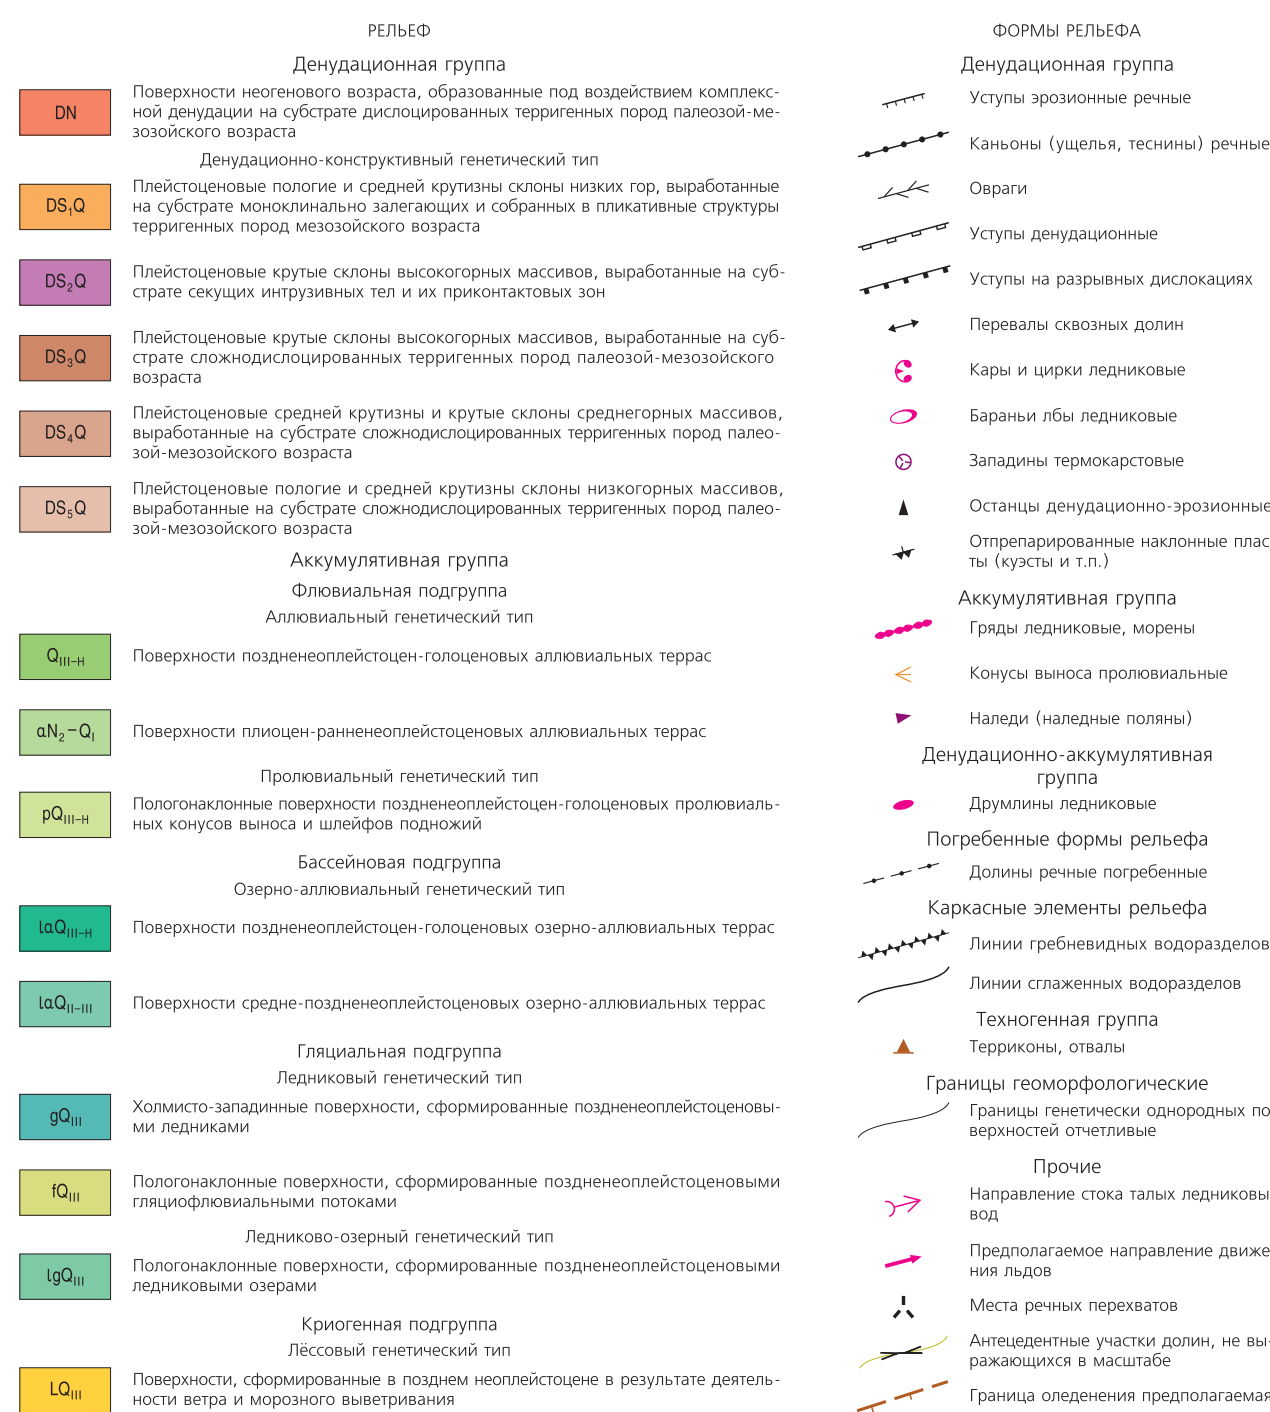 РЕЛЬЕФ
Денудационная группа
DN
Поверхности неогенового возраста, образованные под воздействием комплекс-
ной денудации на субстрате дислоцированных терригенных пород палеозой-ме-
зозойского возраста
Денудационно-конструктивный генетический тип
DS₁Q
Плейстоценовые пологие и средней крутизны склоны низких гор, выработанные
на субстрате моноклинально залегающих и собранных в пликативные структуры
терригенных пород мезозойского возраста
DS₂Q
Плейстоценовые крутые склоны высокогорных массивов, выработанные на суб-
страте секущих интрузивных тел и их приконтактовых зон
DS₃Q
Плейстоценовые крутые склоны высокогорных массивов, выработанные на суб-
страте сложнодислоцированных терригенных пород палеозой-мезозойского
возраста
DS₄Q
Плейстоценовые средней крутизны и крутые склоны среднегорных массивов,
выработанные на субстрате сложнодислоцированных терригенных пород палео-
зой-мезозойского возраста
DS₅Q
Плейстоценовые пологие и средней крутизны склоны низкогорных массивов,
выработанные на субстрате сложнодислоцированных терригенных пород палео-
зой-мезозойского возраста
Аккумулятивная группа
Флювиальная подгруппа
Аллювиальный генетический тип
QIII–H
Поверхности поздненеоплейстоцен-голоценовых аллювиальных террас
αN₂–QI
Поверхности плиоцен-ранненеоплейстоценовых аллювиальных террас
Пролювиальный генетический тип
pQIII–H
Пологонаклонные поверхности поздненеоплейстоцен-голоценовых пролювиаль-
ных конусов выноса и шлейфов подножий
Бассейновая подгруппа
Озерно-аллювиальный генетический тип
lαQIII–H
Поверхности поздненеоплейстоцен-голоценовых озерно-аллювиальных террас
lαQII–III
Поверхности средне-поздненеоплейстоценовых озерно-аллювиальных террас
Гляциальная подгруппа
Ледниковый генетический тип
gQIII
Холмисто-западинные поверхности, сформированные поздненеоплейстоценовы-
ми ледниками
fQIII
Пологонаклонные поверхности, сформированные поздненеоплейстоценовыми
гляциофлювиальными потоками
Ледниково-озерный генетический тип
lgQIII
Пологонаклонные поверхности, сформированные поздненеоплейстоценовыми
ледниковыми озерами
Криогенная подгруппа
Лёссовый генетический тип
LQIII
Поверхности, сформированные в позднем неоплейстоцене в результате деятель-
ности ветра и морозного выветривания
ФОРМЫ РЕЛЬЕФА
Денудационная группа
Уступы эрозионные речные
Каньоны (ущелья, теснины) речные
Овраги
Уступы денудационные
Уступы на разрывных дислокациях
Перевалы сквозных долин
Кары и цирки ледниковые
Бараньи лбы ледниковые
Западины термокарстовые
Останцы денудационно-эрозионные
Отпрепарированные наклонные плас
ты (куэсты и т.п.)
Аккумулятивная группа
Гряды ледниковые, морены
Конусы выноса пролювиальные
Наледи (наледные поляны)
Денудационно-аккумулятивная
группа
Друмлины ледниковые
Погребенные формы рельефа
Долины речные погребенные
Каркасные элементы рельефа
Линии гребневидных водоразделов
Линии сглаженных водоразделов
Техногенная группа
Терриконы, отвалы
Границы геоморфологические
Границы генетически однородных по
верхностей отчетливые
Прочие
Направление стока талых ледниковы
вод
Предполагаемое направление движе
ния льдов
Места речных перехватов
Антецедентные участки долин, не вы-
ражающихся в масштабе
Граница оледенения предполагаемая